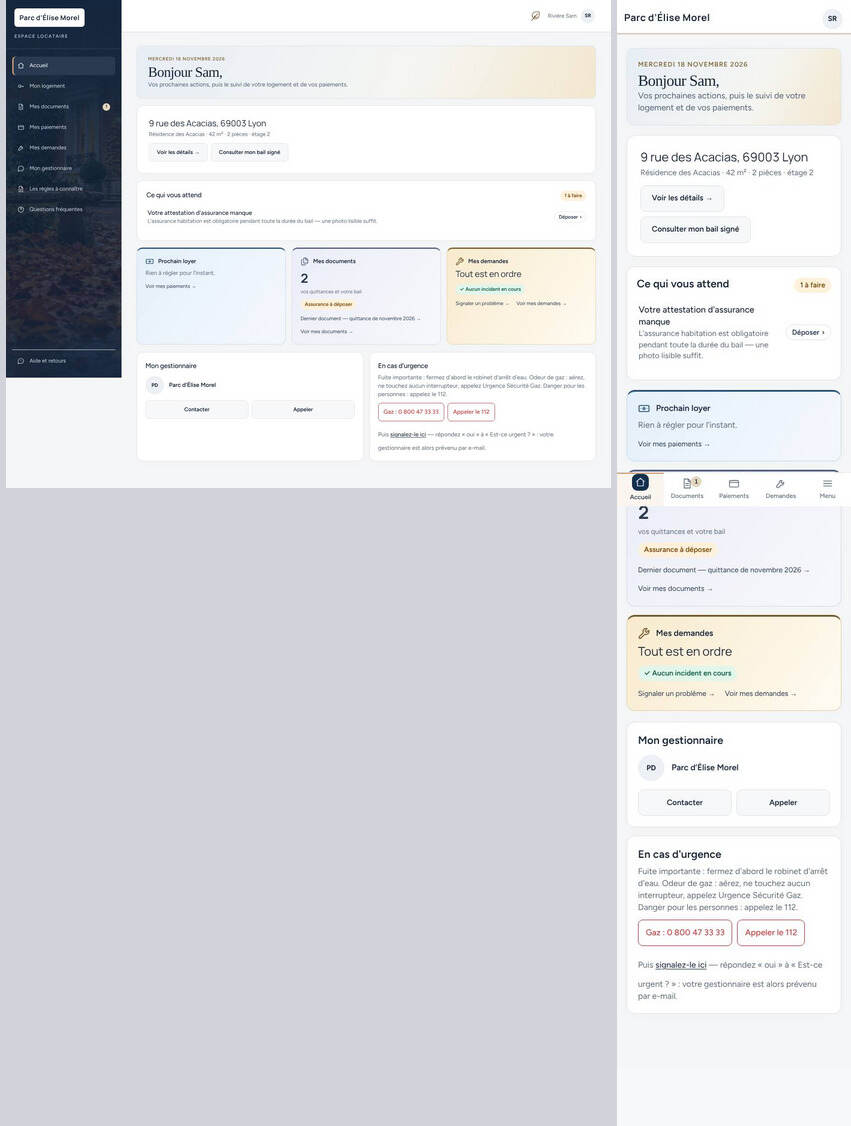 Parc d'Élise Morel
ESPACE LOCATAIRE
Accueil
Mon logement
Mes documents
1
Mes paiements
Mes demandes
Mon gestionnaire
Les règles à connaître
Questions fréquentes
Aide et retours
Rivière Sam
SR
MERCREDI 18 NOVEMBRE 2026
Bonjour Sam,
Vos prochaines actions, puis le suivi de votre logement et de vos paiements.
9 rue des Acacias, 69003 Lyon
Résidence des Acacias · 42 m² · 2 pièces · étage 2
Voir les détails →
Consulter mon bail signé
Ce qui vous attend
1 à faire
Votre attestation d'assurance manque
L'assurance habitation est obligatoire pendant toute la durée du bail — une photo lisible suffit.
Déposer ›
Prochain loyer
Rien à régler pour l'instant.
Voir mes paiements →
Mes documents
2
vos quittances et votre bail
Assurance à déposer
Dernier document — quittance de novembre 2026 →
Voir mes documents →
Mes demandes
Tout est en ordre
✓ Aucun incident en cours
Signaler un problème →
Voir mes demandes →
Mon gestionnaire
PD
Parc d'Élise Morel
Contacter
Appeler
En cas d'urgence
Fuite importante : fermez d'abord le robinet d'arrêt d'eau. Odeur de gaz : aérez,
ne touchez aucun interrupteur, appelez Urgence Sécurité Gaz. Danger pour les
personnes : appelez le 112.
Gaz : 0 800 47 33 33
Appeler le 112
Puis signalez-le ici — répondez « oui » à « Est-ce urgent ? » : votre
gestionnaire est alors prévenu par e-mail.
Parc d'Élise Morel
SR
MERCREDI 18 NOVEMBRE 2026
Bonjour Sam,
Vos prochaines actions, puis le suivi de votre
logement et de vos paiements.
9 rue des Acacias, 69003 Lyon
Résidence des Acacias · 42 m² · 2 pièces · étage 2
Voir les détails →
Consulter mon bail signé
Ce qui vous attend
1 à faire
Votre attestation d'assurance
manque
L'assurance habitation est obligatoire
pendant toute la durée du bail — une
photo lisible suffit.
Déposer ›
Prochain loyer
Rien à régler pour l'instant.
Voir mes paiements →
Accueil
Documents
1
Paiements
Demandes
Menu
2
vos quittances et votre bail
Assurance à déposer
Dernier document — quittance de novembre 2026 →
Voir mes documents →
Mes demandes
Tout est en ordre
✓ Aucun incident en cours
Signaler un problème →
Voir mes demandes →
Mon gestionnaire
PD
Parc d'Élise Morel
Contacter
Appeler
En cas d'urgence
Fuite importante : fermez d'abord le robinet d'arrêt
d'eau. Odeur de gaz : aérez, ne touchez aucun
interrupteur, appelez Urgence Sécurité Gaz.
Danger pour les personnes : appelez le 112.
Gaz : 0 800 47 33 33
Appeler le 112
Puis signalez-le ici — répondez « oui » à « Est-ce
urgent ? » : votre gestionnaire est alors prévenu
par e-mail.